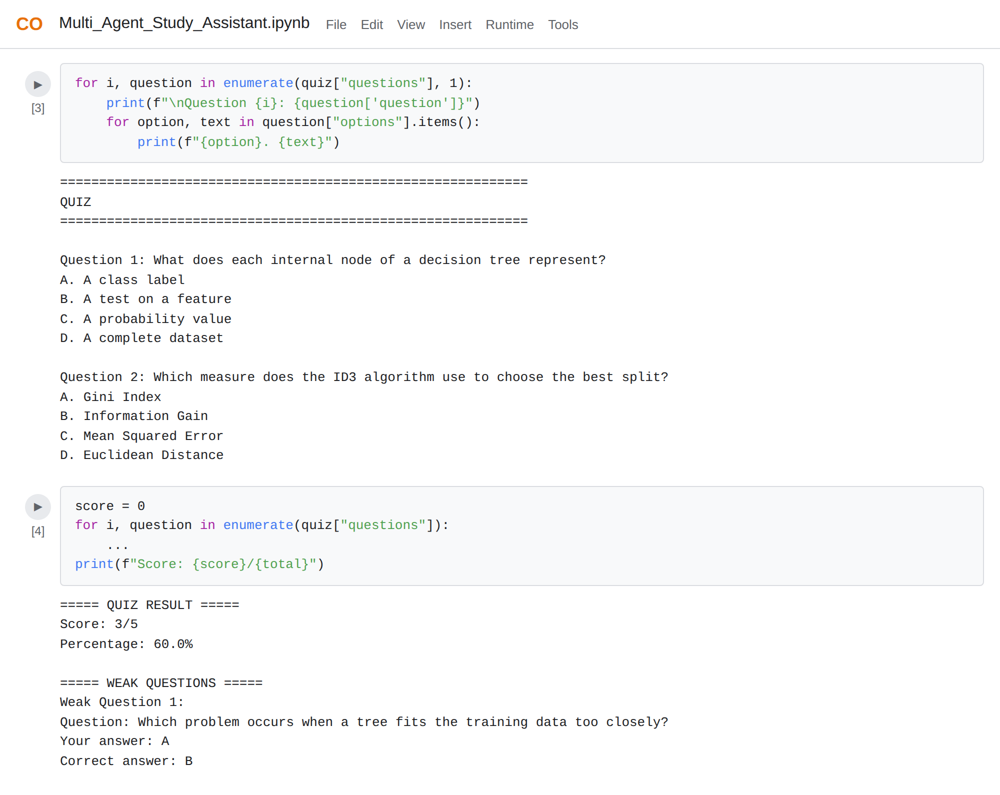 CO Multi_Agent_Study_Assistant.ipynb File Edit View Insert Runtime Tools
▶
[3]
for i, question in enumerate(quiz["questions"], 1):
    print(f"\nQuestion {i}: {question['question']}")
    for option, text in question["options"].items():
        print(f"{option}. {text}")
============================================================
QUIZ
============================================================
Question 1: What does each internal node of a decision tree represent?
A. A class label
B. A test on a feature
C. A probability value
D. A complete dataset
Question 2: Which measure does the ID3 algorithm use to choose the best split?
A. Gini Index
B. Information Gain
C. Mean Squared Error
D. Euclidean Distance
▶
[4]
score = 0
for i, question in enumerate(quiz["questions"]):
    ...
print(f"Score: {score}/{total}")
===== QUIZ RESULT =====
Score: 3/5
Percentage: 60.0%
===== WEAK QUESTIONS =====
Weak Question 1:
Question: Which problem occurs when a tree fits the training data too closely?
Your answer: A
Correct answer: B